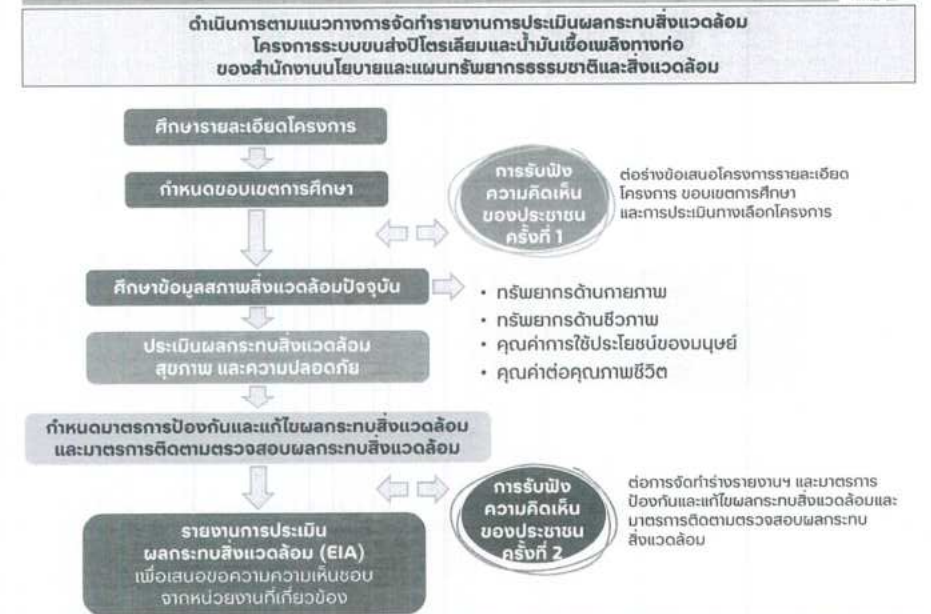 ดำเนินการตามแนวทางการจัดทำรายงานการประเมินผลกระทบสิ่งแวดล้อม
โครงการระบบขนส่งปิโตรเลียมและน้ำมันเชื้อเพลิงทางท่อ
ของสำนักงานนโยบายและแผนทรัพยากรธรรมชาติและสิ่งแวดล้อม
ศึกษารายละเอียดโครงการ
กำหนดขอบเขตการศึกษา
การรับฟัง
ความคิดเห็น
ของประชาชน
ครั้งที่ 1
ต่อร่างข้อเสนอโครงการรายละเอียด
โครงการ ขอบเขตการศึกษา
และการประเมินทางเลือกโครงการ
ศึกษาข้อมูลสภาพสิ่งแวดล้อมปัจจุบัน
• ทรัพยากรด้านกายภาพ
• ทรัพยากรด้านชีวภาพ
• คุณค่าการใช้ประโยชน์ของมนุษย์
• คุณค่าต่อคุณภาพชีวิต
ประเมินผลกระทบสิ่งแวดล้อม
สุขภาพ และความปลอดภัย
กำหนดมาตรการป้องกันและแก้ไขผลกระทบสิ่งแวดล้อม
และมาตรการติดตามตรวจสอบผลกระทบสิ่งแวดล้อม
การรับฟัง
ความคิดเห็น
ของประชาชน
ครั้งที่ 2
ต่อการจัดทำร่างรายงานฯ และมาตรการ
ป้องกันและแก้ไขผลกระทบสิ่งแวดล้อมและ
มาตรการติดตามตรวจสอบผลกระทบ
สิ่งแวดล้อม
รายงานการประเมิน
ผลกระทบสิ่งแวดล้อม (EIA)
เพื่อเสนอขอความความเห็นชอบ
จากหน่วยงานที่เกี่ยวข้อง